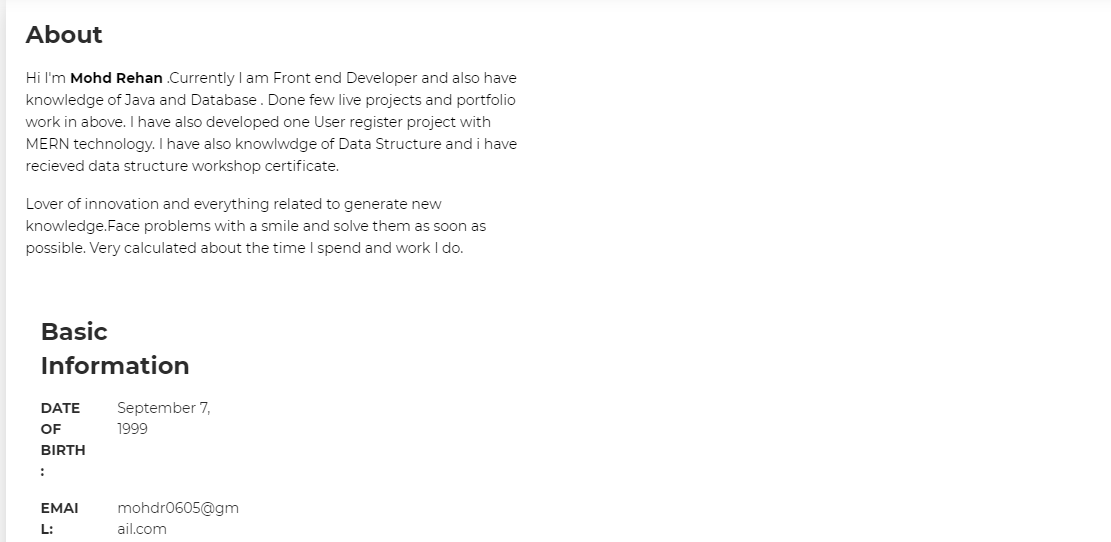 About
Hi I'm Mohd Rehan .Currently I am Front end Developer and also have
knowledge of Java and Database . Done few live projects and portfolio
work in above. I have also developed one User register project with
MERN technology. I have also knowlwdge of Data Structure and i have
recieved data structure workshop certificate.
Lover of innovation and everything related to generate new
knowledge.Face problems with a smile and solve them as soon as
possible. Very calculated about the time I spend and work I do.
Basic
Information
DATE September 7,
OF 1999
BIRTH
:
EMAI mohdr0605@gm
L: ail.com